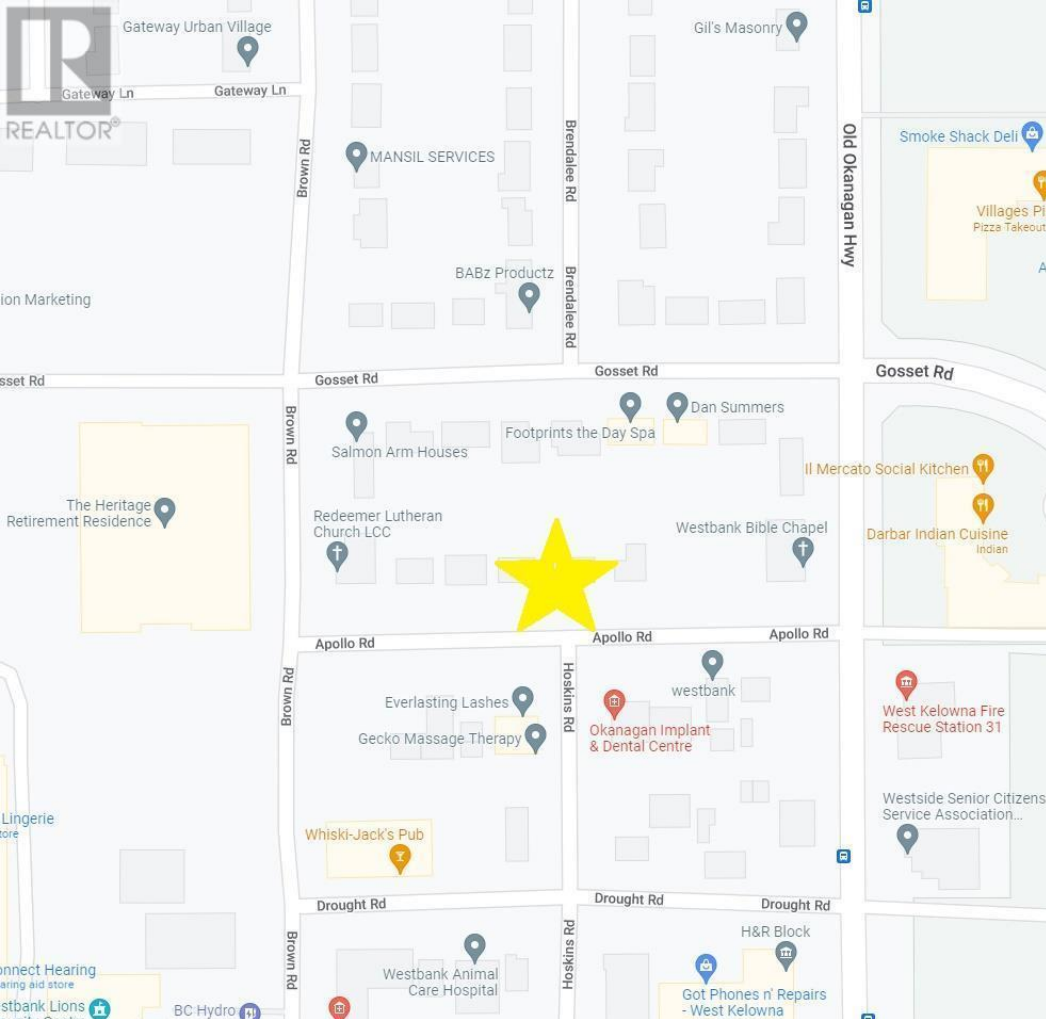 Gateway Urban Village
Gil's Masonry
Gateway Ln
Gateway Ln
REALTOR®
Smoke Shack Deli
MANSIL SERVICES
Brown Rd
Brendalee Rd
Old Okanagan Hwy
Villages Pi
Pizza Takeout
A
BABz Productz
ion Marketing
Brendalee Rd
sset Rd
Gosset Rd
Gosset Rd
Gosset Rd
Brown Rd
Dan Summers
Footprints the Day Spa
Salmon Arm Houses
Il Mercato Social Kitchen
The Heritage
Retirement Residence
Redeemer Lutheran
Church LCC
Westbank Bible Chapel
Darbar Indian Cuisine
Indian
Apollo Rd
Apollo Rd
Apollo Rd
Brown Rd
Hoskins Rd
Everlasting Lashes
westbank
Gecko Massage Therapy
Okanagan Implant
& Dental Centre
West Kelowna Fire
Rescue Station 31
Westside Senior Citizens
Service Association...
Lingerie
tore
Whiski-Jack's Pub
Drought Rd
Drought Rd
Drought Rd
Brown Rd
Hoskins Rd
H&R Block
onnect Hearing
aring aid store
Westbank Animal
Care Hospital
Got Phones n' Repairs
- West Kelowna
stbank Lions
BC Hydro